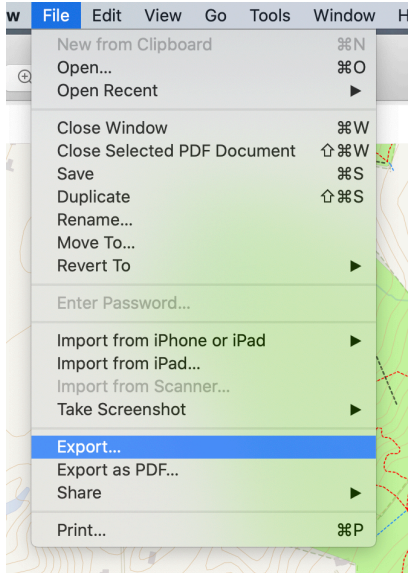 w File Edit View Go Tools Window H
New from Clipboard ⌘N
Open... ⌘O
Open Recent ▶
Close Window ⌘W
Close Selected PDF Document ⇧⌘W
Save ⌘S
Duplicate ⇧⌘S
Rename...
Move To...
Revert To ▶
Enter Password...
Import from iPhone or iPad ▶
Import from iPad...
Import from Scanner...
Take Screenshot ▶
Export...
Export as PDF...
Share ▶
Print... ⌘P